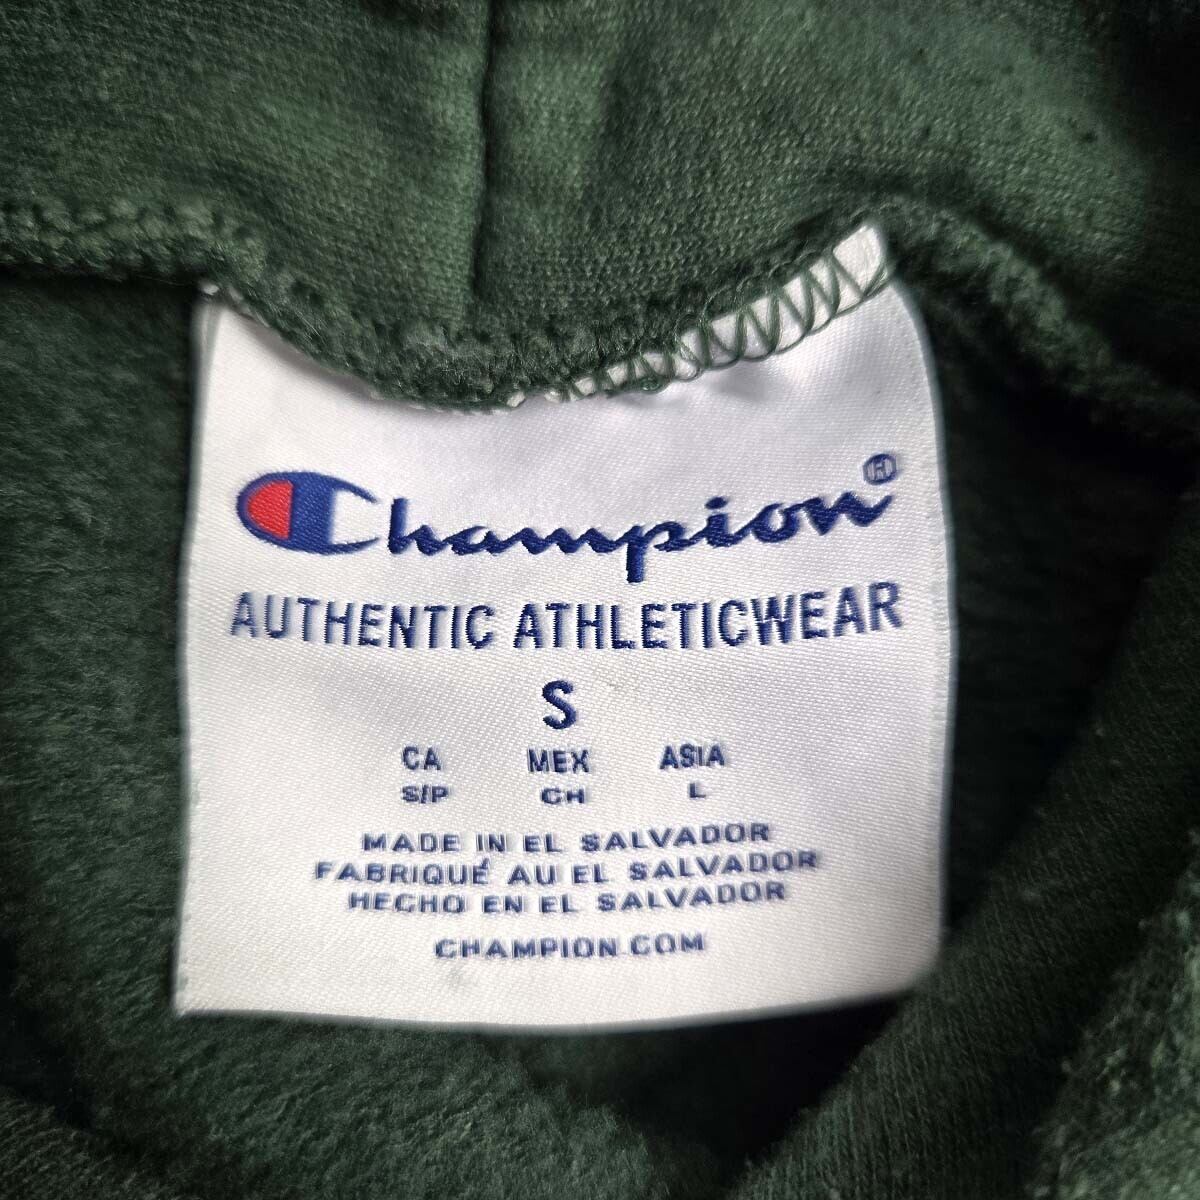 Champion®
AUTHENTIC ATHLETICWEAR
S
CA MEX ASIA
S/P CH L
MADE IN EL SALVADOR
FABRIQUÉ AU EL SALVADOR
HECHO EN EL SALVADOR
CHAMPION.COM